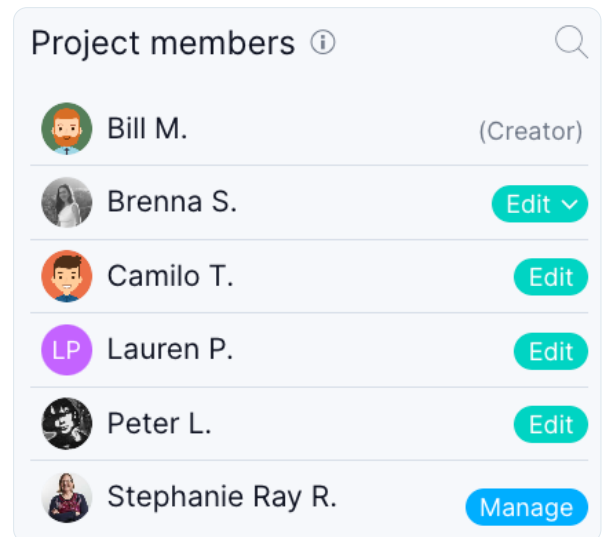 Project members
Bill M. (Creator)
Brenna S. Edit
Camilo T. Edit
LP Lauren P. Edit
Peter L. Edit
Stephanie Ray R. Manage